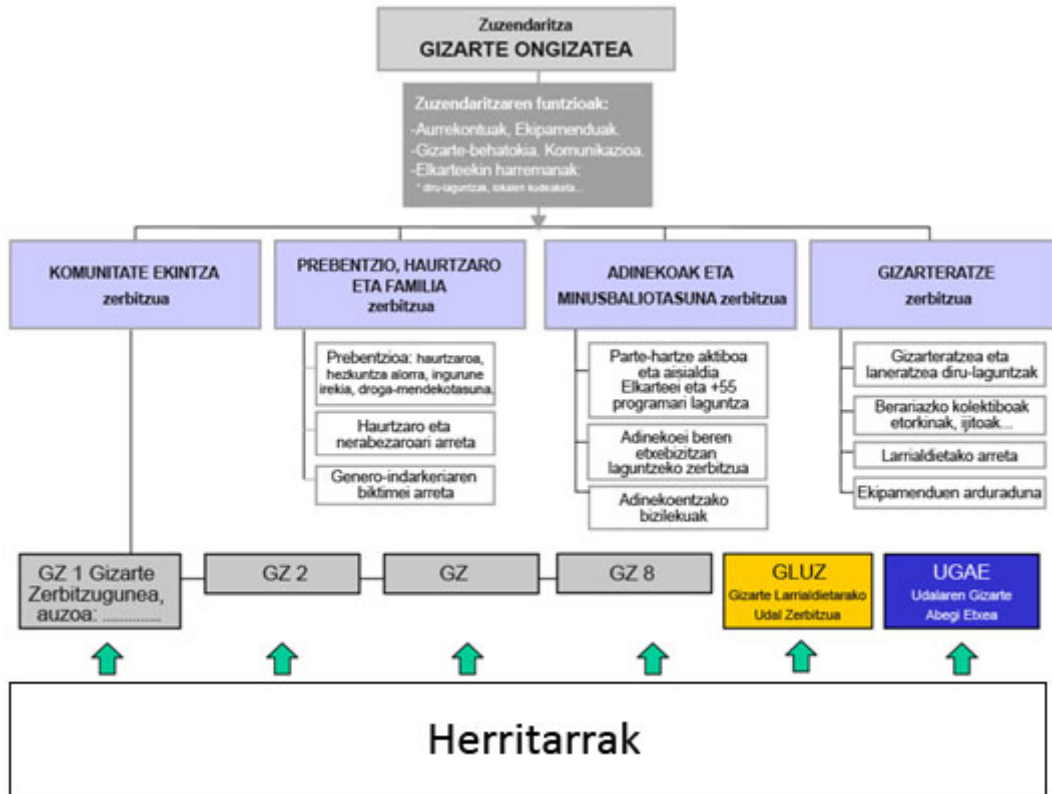 Zuzendaritza
GIZARTE ONGIZATEA
Zuzendaritzaren funtzioak:
-Aurrekontuak, Ekipamenduak.
-Gizarte-behatokia. Komunikazioa.
-Elkarteekin harremanak:
* diru-laguntzak, lokalen kudeaketa...
KOMUNITATE EKINTZA
zerbitzua
PREBENTZIO, HAURTZARO
ETA FAMILIA
zerbitzua
ADINEKOAK ETA
MINUSBALIOTASUNA zerbitzua
GIZARTERATZE
zerbitzua
Prebentzioa: haurtzaroa,
hezkuntza alorra, ingurune
irekia, droga-mendekotasuna.
Haurtzaro eta
nerabezaroari arreta
Genero-indarkeriaren
biktimei arreta
Parte-hartze aktiboa
eta aisialdia
Elkarteei eta +55
programari laguntza
Adinekoei beren
etxebizitzan
laguntzeko zerbitzua
Adinekoentzako
bizilekuak
Gizarteratzea eta
laneratzea diru-laguntzak
Berariazko kolektiboak
etorkinak, ijitoak...
Larrialdietako arreta
Ekipamenduen arduraduna
GZ 1 Gizarte
Zerbitzugunea,
auzoa: ...............
GZ 2
GZ
GZ 8
GLUZ
Gizarte Larrialdietarako
Udal Zerbitzua
UGAE
Udalaren Gizarte
Abegi Etxea
Herritarrak